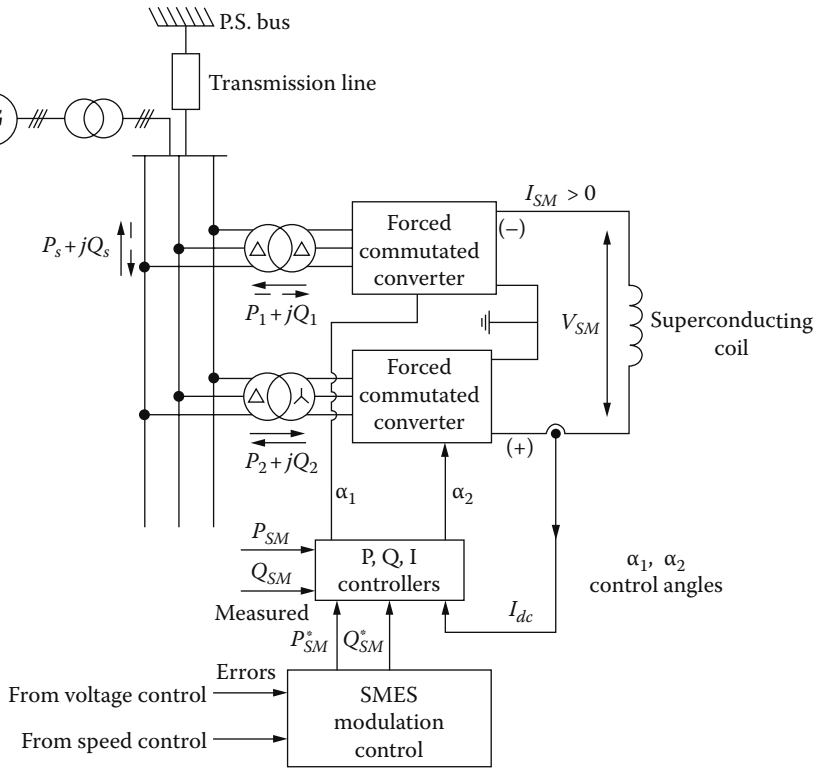 P.S. bus
Transmission line
G
I_SM > 0
Forced
commutated
converter
(−)
P_s + jQ_s
Δ Δ
P_1 + jQ_1
V_SM
Superconducting
coil
Forced
commutated
converter
Δ
(+)
P_2 + jQ_2
α_1
α_2
P_SM
P, Q, I
controllers
α_1, α_2
control angles
Q_SM
Measured
I_dc
P*_SM Q*_SM
Errors
From voltage control
SMES
modulation
control
From speed control